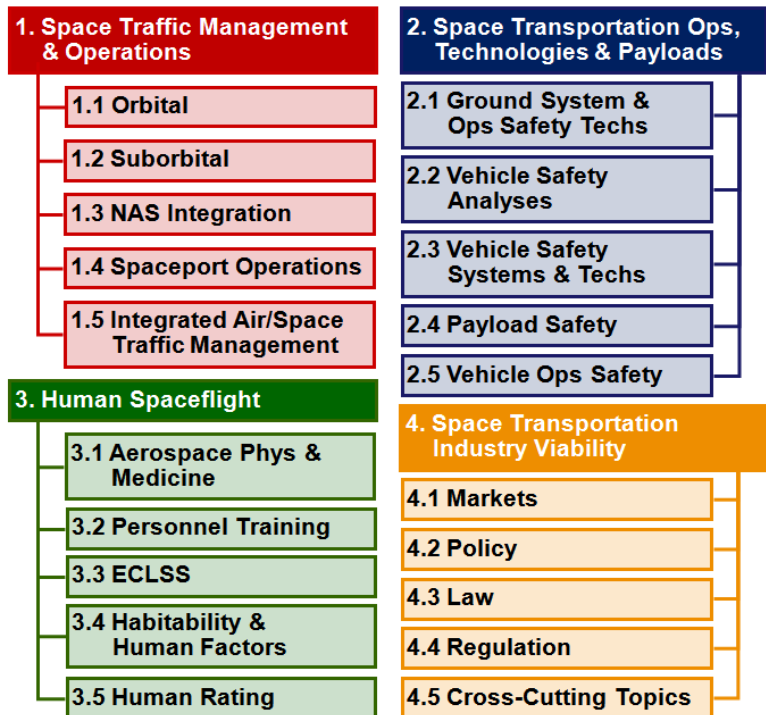 1. Space Traffic Management
& Operations
1.1 Orbital
1.2 Suborbital
1.3 NAS Integration
1.4 Spaceport Operations
1.5 Integrated Air/Space
Traffic Management
2. Space Transportation Ops,
Technologies & Payloads
2.1 Ground System &
Ops Safety Techs
2.2 Vehicle Safety
Analyses
2.3 Vehicle Safety
Systems & Techs
2.4 Payload Safety
2.5 Vehicle Ops Safety
3. Human Spaceflight
3.1 Aerospace Phys &
Medicine
3.2 Personnel Training
3.3 ECLSS
3.4 Habitability &
Human Factors
3.5 Human Rating
4. Space Transportation
Industry Viability
4.1 Markets
4.2 Policy
4.3 Law
4.4 Regulation
4.5 Cross-Cutting Topics